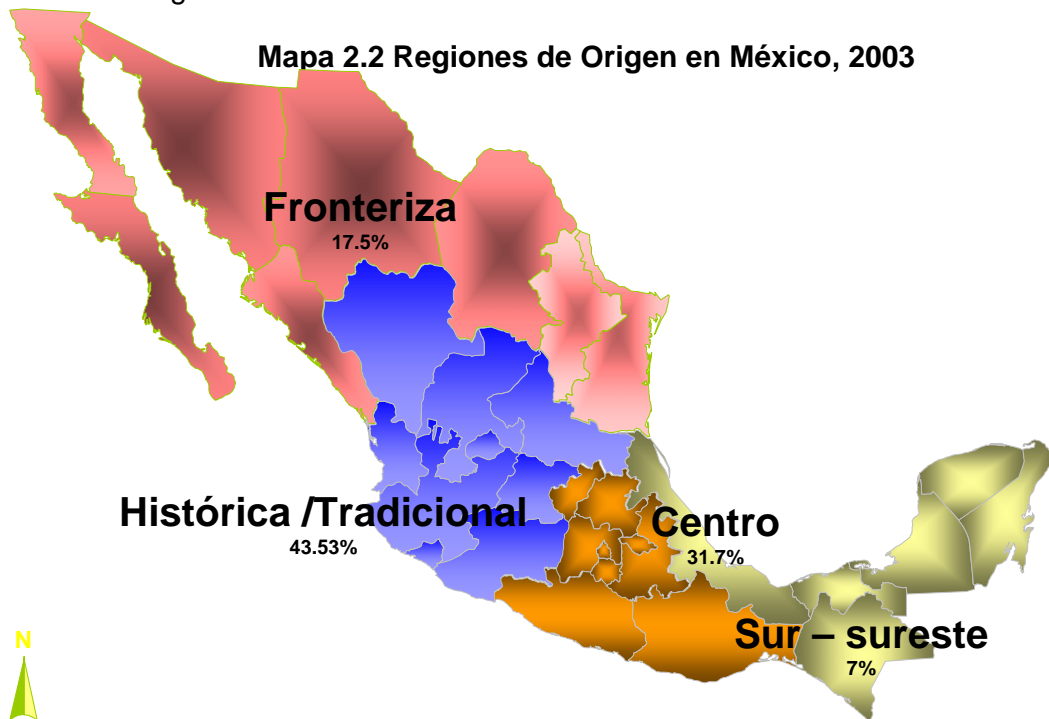 Mapa 2.2 Regiones de Origen en México, 2003
Fronteriza
17.5%
Histórica /Tradicional
43.53%
Centro
31.7%
Sur – sureste
7%
N